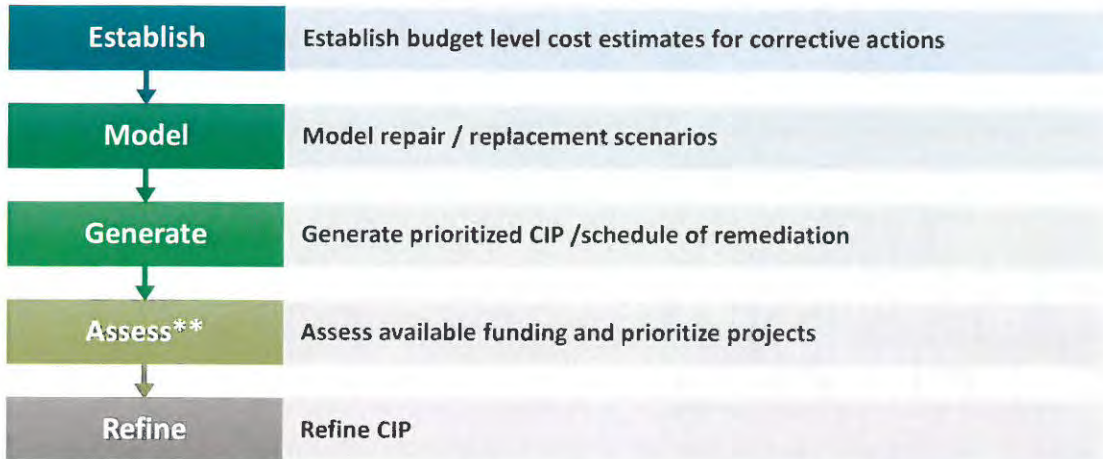 Establish
Establish budget level cost estimates for corrective actions
Model
Model repair / replacement scenarios
Generate
Generate prioritized CIP /schedule of remediation
Assess**
Assess available funding and prioritize projects
Refine
Refine CIP